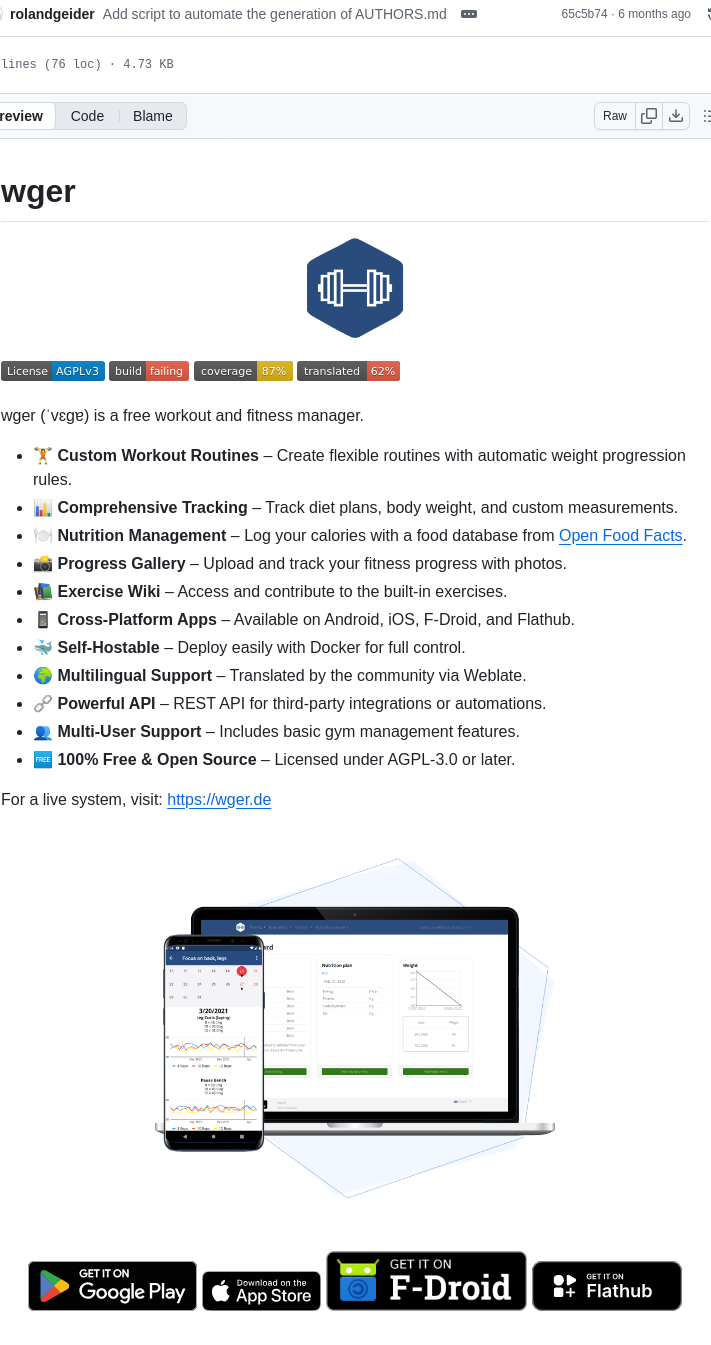 rolandgeider Add script to automate the generation of AUTHORS.md 65c5b74 · 6 months ago
lines (76 loc) · 4.73 KB
review Code Blame Raw
wger
License AGPLv3 build failing coverage 87% translated 62%
wger (ˈvɛɡɐ) is a free workout and fitness manager.
🏋️ Custom Workout Routines – Create flexible routines with automatic weight progression
rules.
📊 Comprehensive Tracking – Track diet plans, body weight, and custom measurements.
🍽️ Nutrition Management – Log your calories with a food database from Open Food Facts.
📸 Progress Gallery – Upload and track your fitness progress with photos.
📚 Exercise Wiki – Access and contribute to the built-in exercises.
📱 Cross-Platform Apps – Available on Android, iOS, F-Droid, and Flathub.
🐳 Self-Hostable – Deploy easily with Docker for full control.
🌍 Multilingual Support – Translated by the community via Weblate.
🔗 Powerful API – REST API for third-party integrations or automations.
👥 Multi-User Support – Includes basic gym management features.
🆓 100% Free & Open Source – Licensed under AGPL-3.0 or later.
For a live system, visit: https://wger.de
Nutrition plan
Weight
Focus on back, legs
3/20/2021
Leg Curls (laying)
Pause Bench
GET IT ON
Google Play
Download on the
App Store
GET IT ON
F-Droid
GET IT ON
Flathub